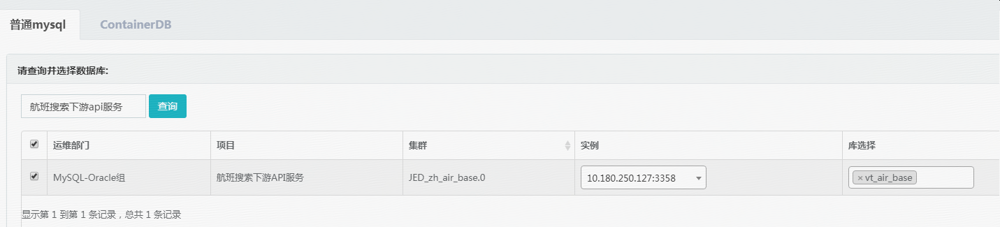 普通mysql ContainerDB
请查询并选择数据库:
航班搜索下游api服务 查询
运维部门 项目 集群 实例 库选择
MySQL-Oracle组 航班搜索下游API服务 JED_zh_air_base.0 10.180.250.127:3358 ×vt_air_base
显示第 1 到第 1 条记录，总共 1 条记录